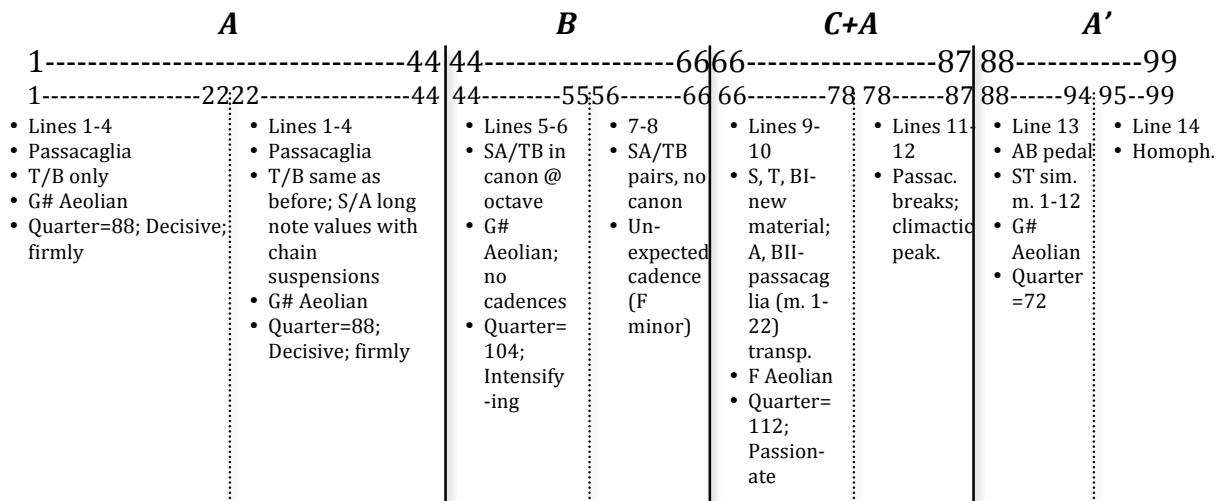 A
B
C+A
A’
1---------------------------------44
44-------------------66
66------------------87
88------------99
1------------------22
22----------------44
44---------55
56-------66
66---------78
78------87
88------94
95--99
• Lines 1-4
• Passacaglia
• T/B only
• G# Aeolian
• Quarter=88; Decisive;
firmly
• Lines 1-4
• Passacaglia
• T/B same as
before; S/A long
note values with
chain
suspensions
• G# Aeolian
• Quarter=88;
Decisive; firmly
• Lines 5-6
• SA/TB in
canon @
octave
• G#
Aeolian;
no
cadences
• Quarter=
104;
Intensify
-ing
• 7-8
• SA/TB
pairs, no
canon
• Un-
expected
cadence
(F
minor)
• Lines 9-
10
• S, T, BI-
new
material;
A, BII-
passacag
lia (m. 1-
22)
transp.
• F Aeolian
• Quarter=
112;
Passion-
ate
• Lines 11-
12
• Passac.
breaks;
climactic
peak.
• Line 13
• AB pedal
• ST sim.
m. 1-12
• G#
Aeolian
• Quarter
=72
• Line 14
• Homoph.